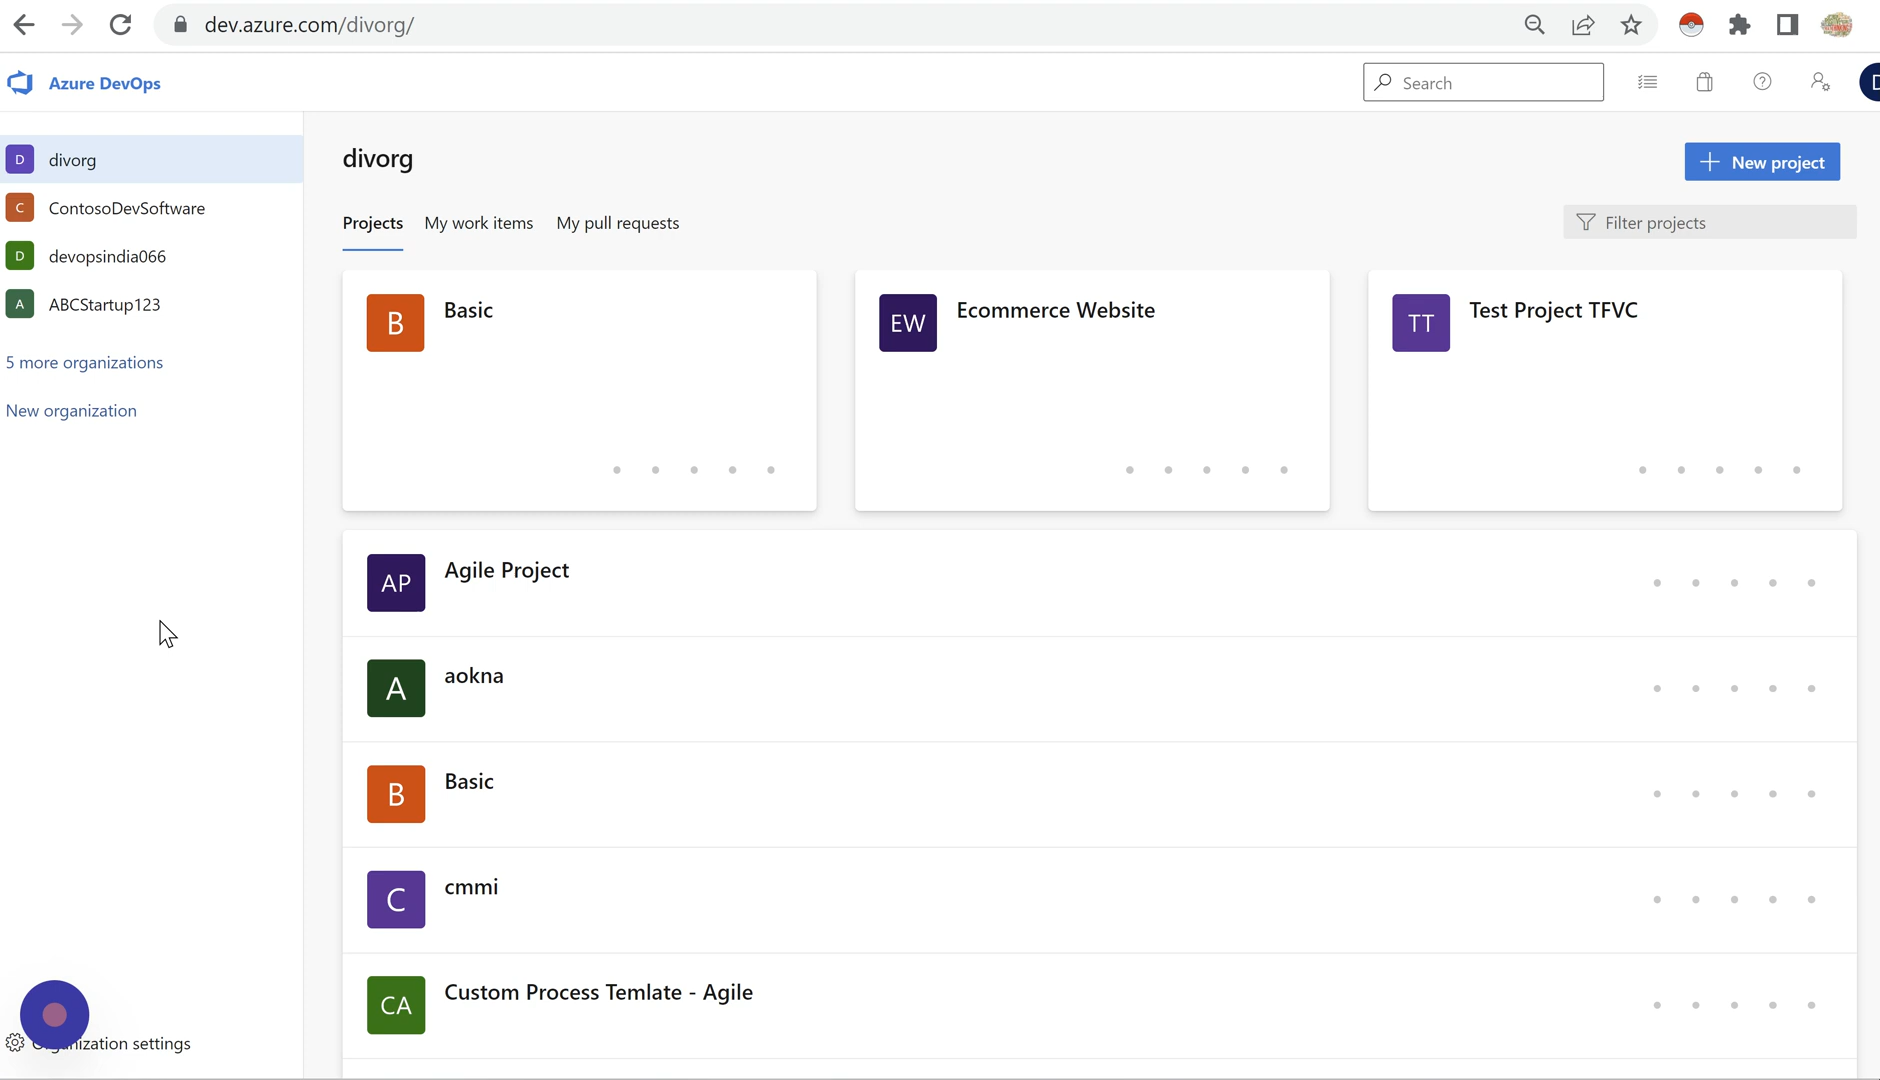 dev.azure.com/divorg/
Azure DevOps
Search
D
D divorg
C ContosoDevSoftware
D devopsindia066
A ABCStartup123
5 more organizations
New organization
divorg
New project
Projects My work items My pull requests
Filter projects
B Basic
EW Ecommerce Website
TT Test Project TFVC
AP Agile Project
A aokna
B Basic
C cmmi
CA Custom Process Temlate - Agile
settings